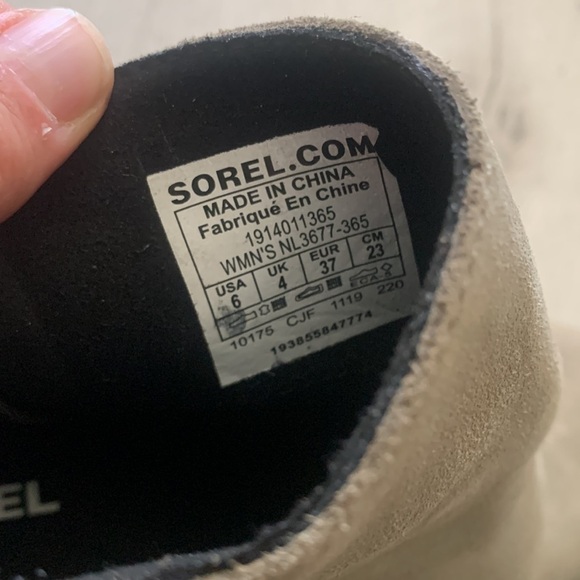 SOREL.COM
MADE IN CHINA
Fabriqué En Chine
1914011365
WMN'S NL3677-365
USA UK EUR CM
6 4 37 23
10175 CJF 1119 220
193855847774
EL